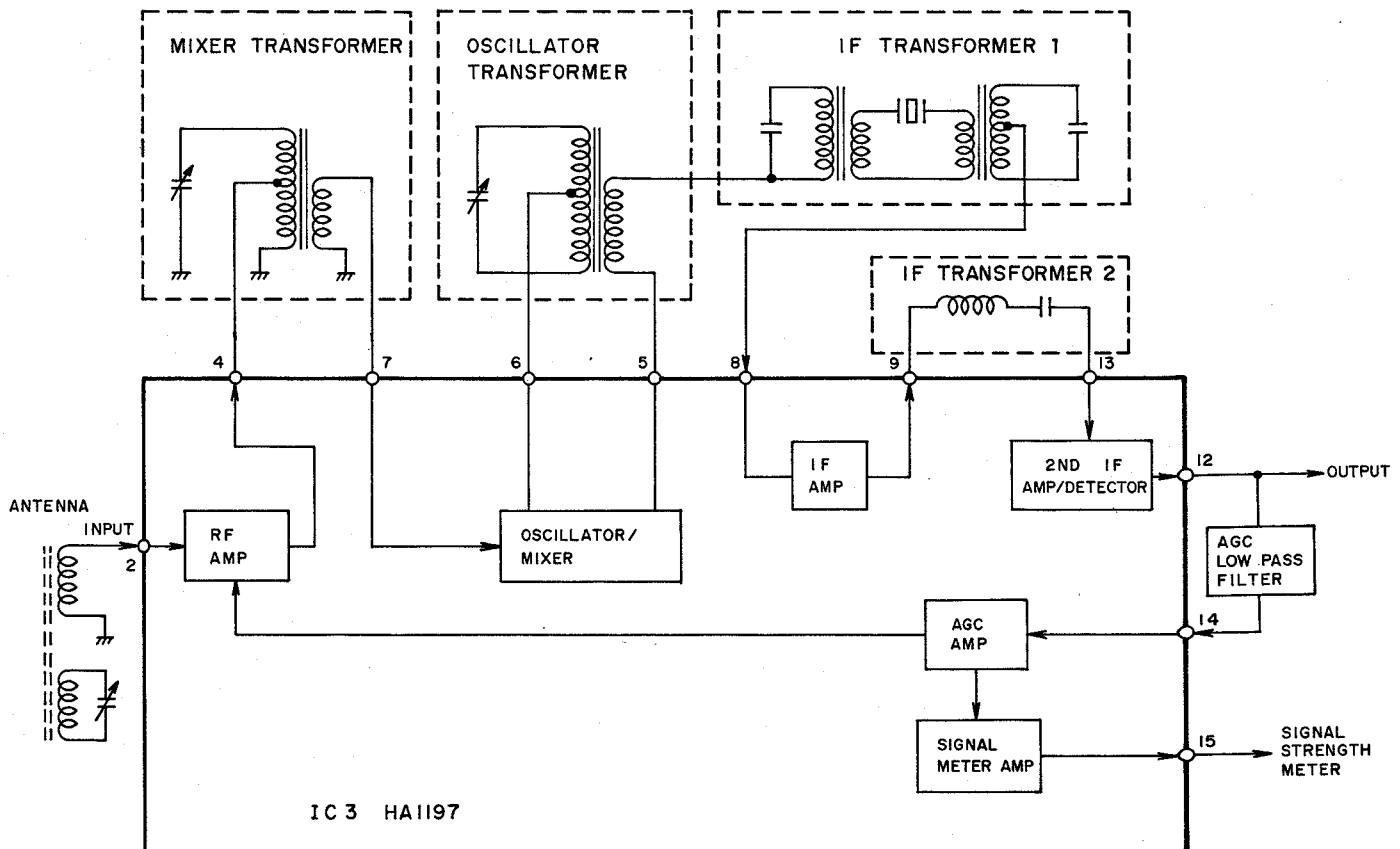 MIXER TRANSFORMER
OSCILLATOR
TRANSFORMER
IF TRANSFORMER 1
IF TRANSFORMER 2
4
7
6
5
8
9
13
IF
AMP
2ND IF
AMP/DETECTOR
12
OUTPUT
ANTENNA
INPUT
2
RF
AMP
OSCILLATOR/
MIXER
AGC
LOW PASS
FILTER
AGC
AMP
14
SIGNAL
METER AMP
15
SIGNAL
STRENGTH
METER
IC3 HA1197